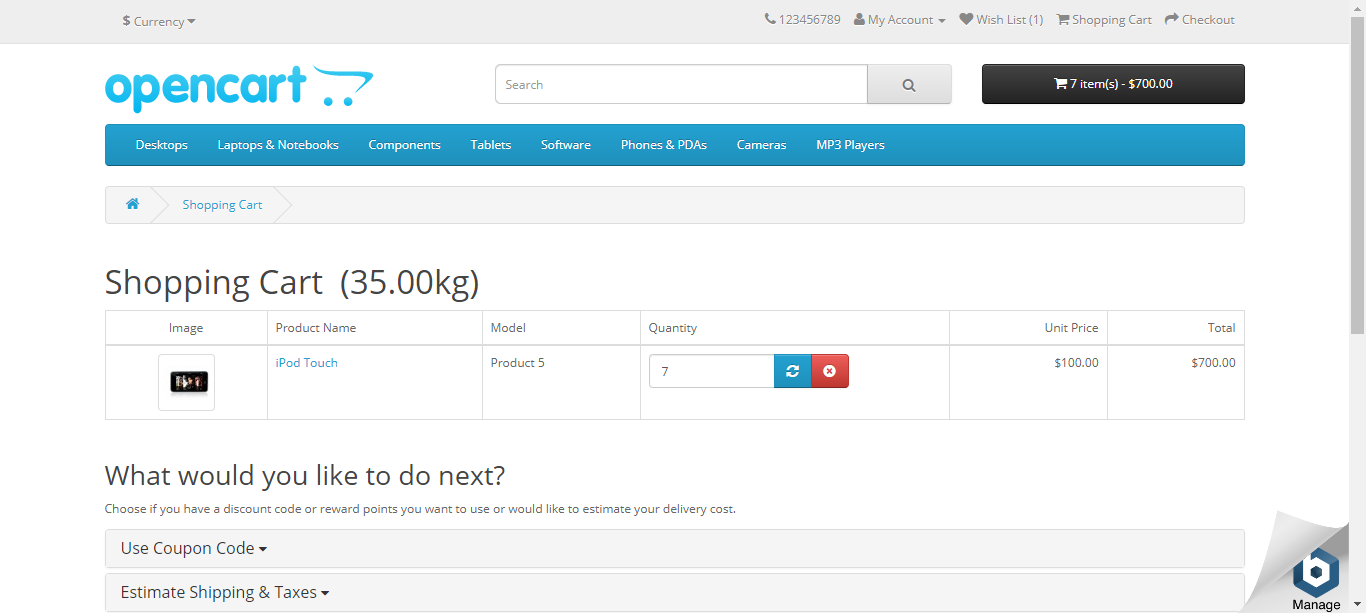 $ Currency
123456789 My Account Wish List (1) Shopping Cart Checkout
opencart
Search
7 item(s) - $700.00
Desktops Laptops & Notebooks Components Tablets Software Phones & PDAs Cameras MP3 Players
Shopping Cart
Shopping Cart (35.00kg)
Image Product Name Model Quantity Unit Price Total
iPod Touch Product 5 7 $100.00 $700.00
What would you like to do next?
Choose if you have a discount code or reward points you want to use or would like to estimate your delivery cost.
Use Coupon Code
Estimate Shipping & Taxes
Manage